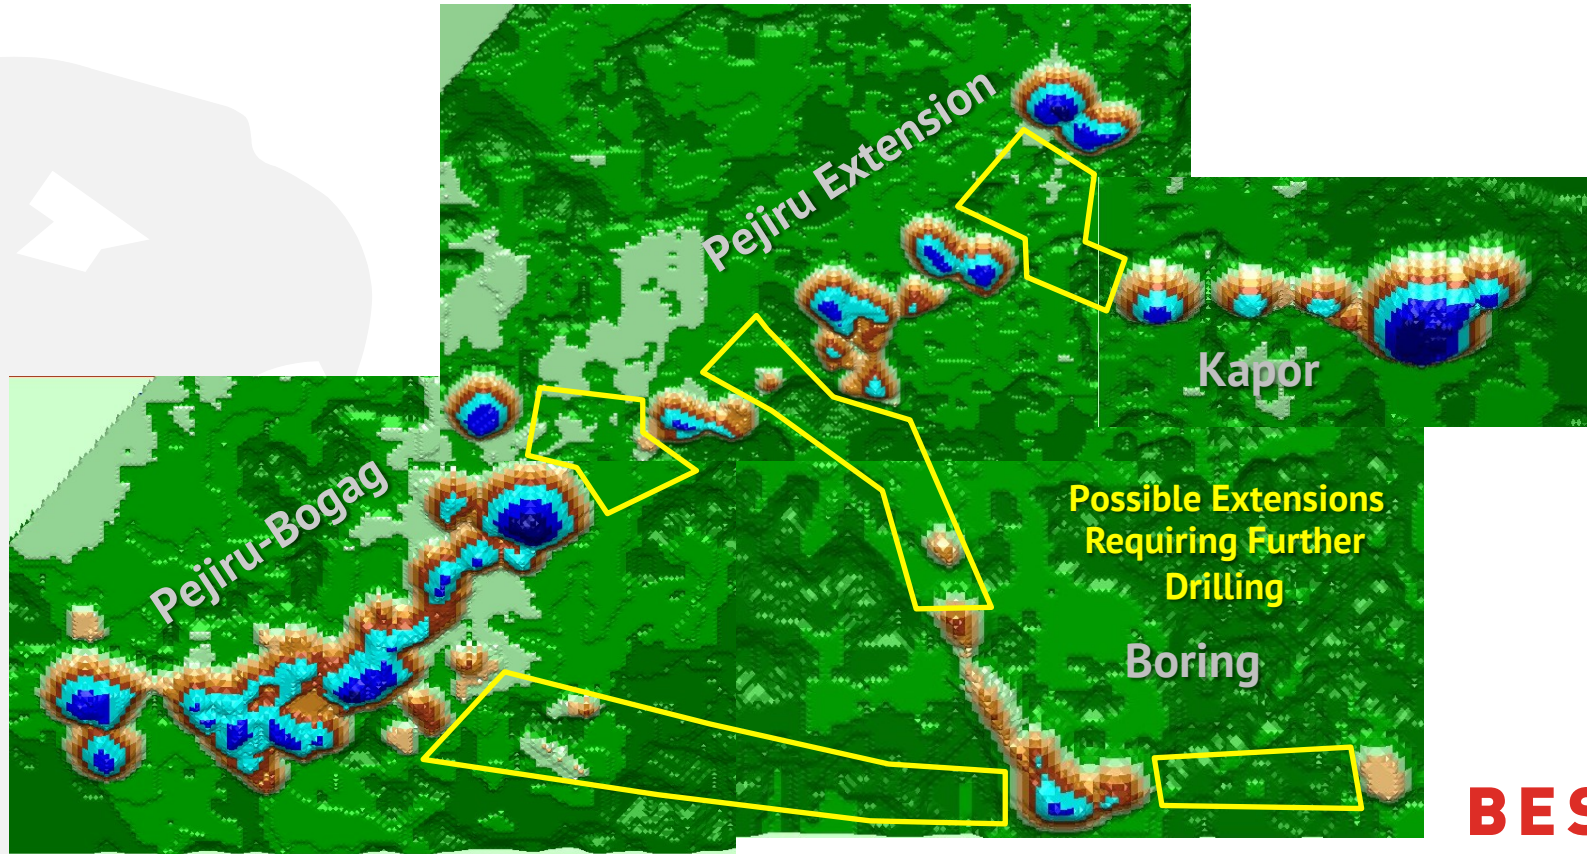 Pejiru Extension
Kapor
Pejiru-Bogag
Possible Extensions
Requiring Further
Drilling
Boring
BES